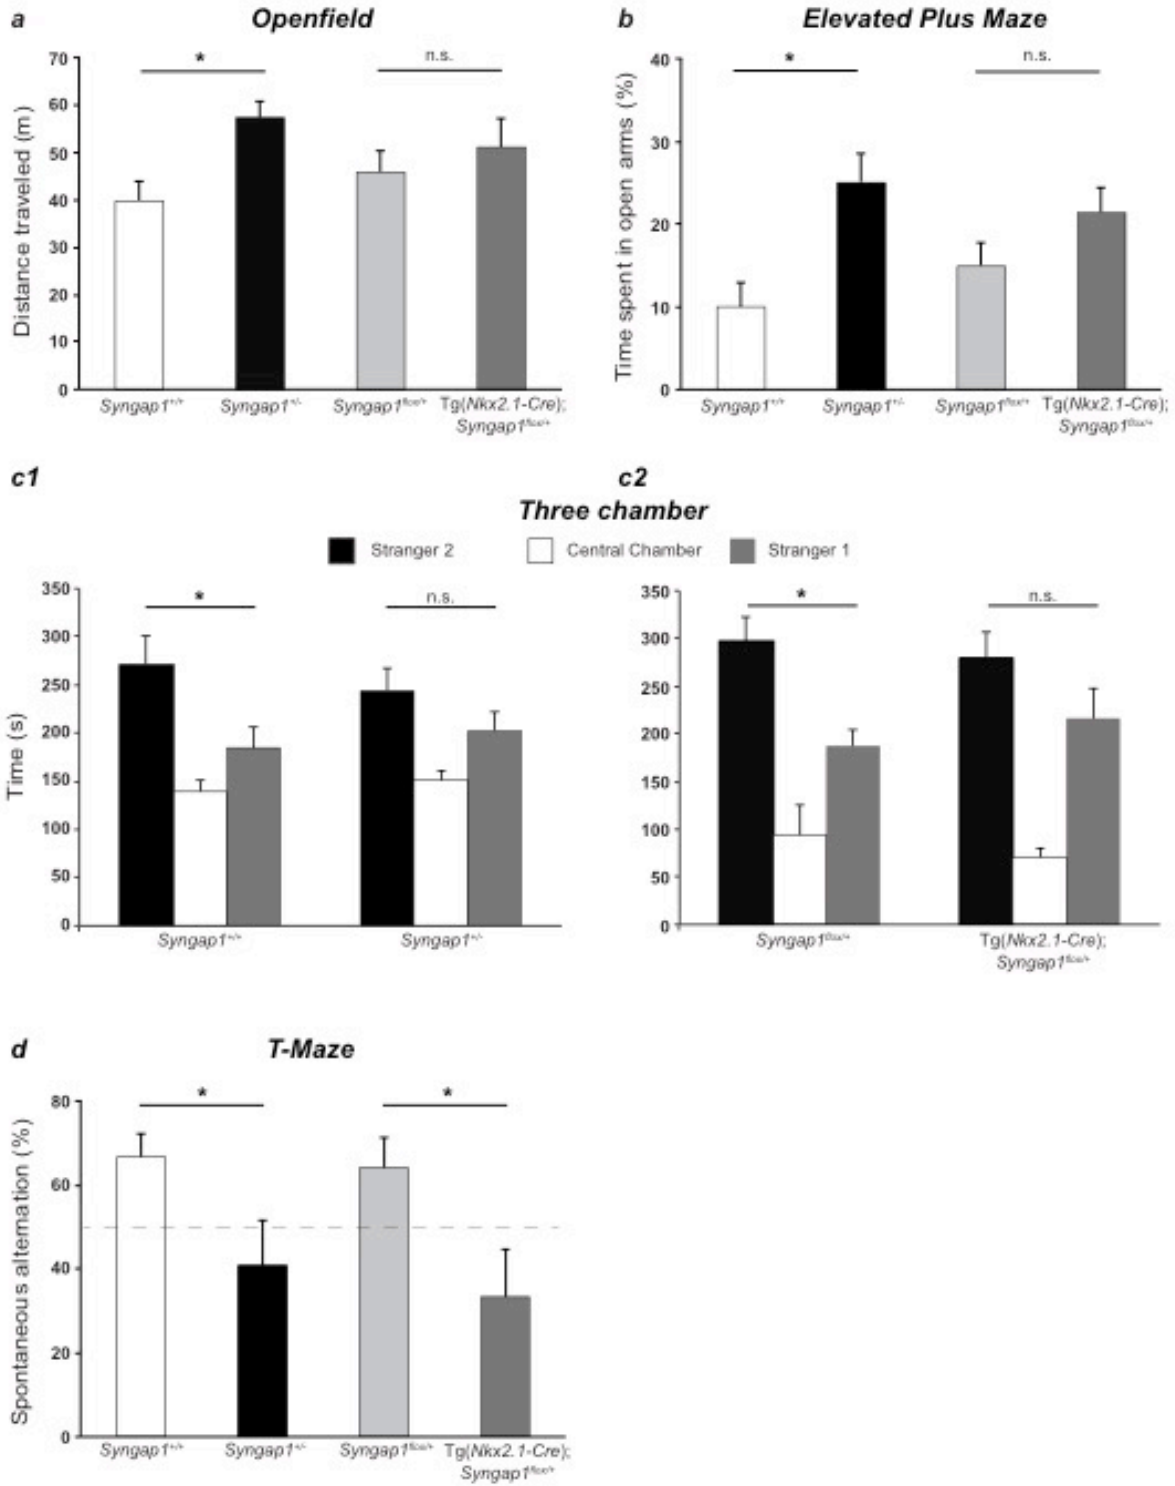 a Openfield
b Elevated Plus Maze
Distance traveled (m)
70
60
50
40
30
20
10
0
* n.s.
Syngap1+/+ Syngap1+/- Syngap1flox/+ Tg(Nkx2.1-Cre);
Syngap1flox/+
Time spent in open arms (%)
40
30
20
10
0
* n.s.
Syngap1+/+ Syngap1+/- Syngap1flox/+ Tg(Nkx2.1-Cre);
Syngap1flox/+
c1 c2
Three chamber
Stranger 2 Central Chamber Stranger 1
Time (s)
350
300
250
200
150
100
50
0
* n.s.
Syngap1+/+ Syngap1+/-
350
300
250
200
150
100
50
0
* n.s.
Syngap1flox/+ Tg(Nkx2.1-Cre);
Syngap1flox/+
d T-Maze
Spontaneous alternation (%)
80
60
40
20
0
* *
Syngap1+/+ Syngap1+/- Syngap1flox/+ Tg(Nkx2.1-Cre);
Syngap1flox/+